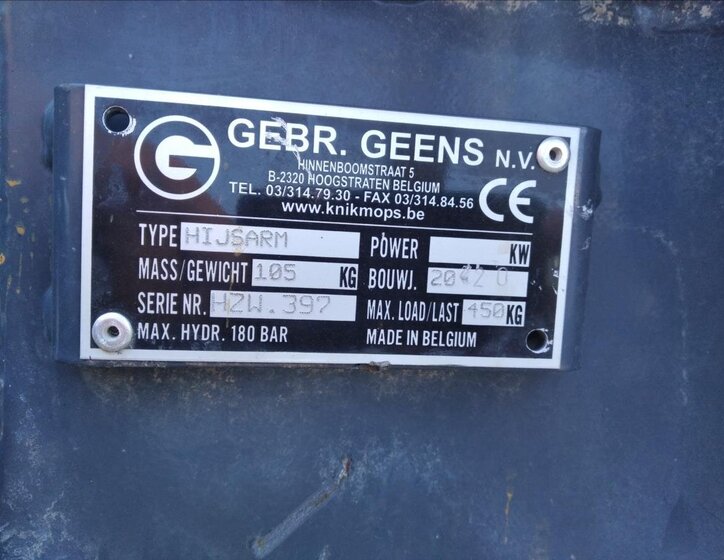 G
GEBR. GEENS N.V.
HINNENBOOMSTRAAT 5
B-2320 HOOGSTRATEN BELGIUM
TEL. 03/314.79.30 - FAX 03/314.84.56
www.knikmops.be
CE
TYPE HIJSARM POWER KW
MASS/GEWICHT 105 KG BOUWJ.
SERIE NR. HZW.397 MAX. LOAD/LAST 450 KG
MAX. HYDR. 180 BAR MADE IN BELGIUM